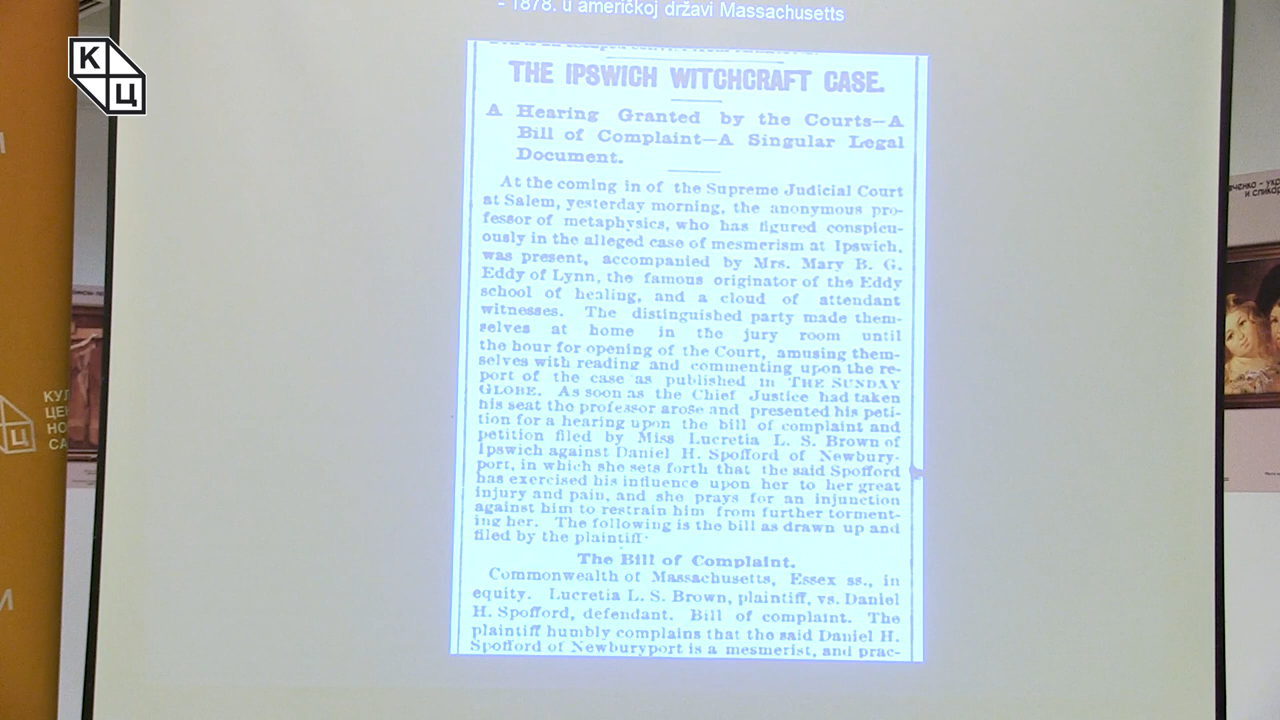 - 1878. u američkoj državi Massachusetts
К
Ц
THE IPSWICH WITCHCRAFT CASE.
A Hearing Granted by the Courts—A
Bill of Complaint—A Singular Legal
Document.
At the coming in of the Supreme Judicial Court
at Salem, yesterday morning, the anonymous pro-
fessor of metaphysics, who has figured conspicu-
ously in the alleged case of mesmerism at Ipswich,
was present, accompanied by Mrs. Mary B. G.
Eddy of Lynn, the famous originator of the Eddy
school of healing, and a cloud of attendant
witnesses. The distinguished party made them-
selves at home in the jury room until
the hour for opening of the Court, amusing them-
selves with reading and commenting upon the re-
port of the case as published in THE SUNDAY
GLOBE. As soon as the Chief Justice had taken
his seat the professor arose and presented his peti-
tion for a hearing upon the bill of complaint and
petition filed by Miss Lucretia L. S. Brown of
Ipswich against Daniel H. Spofford of Newbury-
port, in which she sets forth that the said Spofford
has exercised his influence upon her to her great
injury and pain, and she prays for an injunction
against him to restrain him from further torment-
ing her. The following is the bill as drawn up and
filed by the plaintiff:
The Bill of Complaint.
Commonwealth of Massachusetts, Essex ss., in
equity. Lucretia L. S. Brown, plaintiff, vs. Daniel
H. Spofford, defendant. Bill of complaint. The
plaintiff humbly complains that the said Daniel H.
Spofford of Newburyport is a mesmerist, and prac-
КУЛ
ЦЕН
НО
СА
Ц